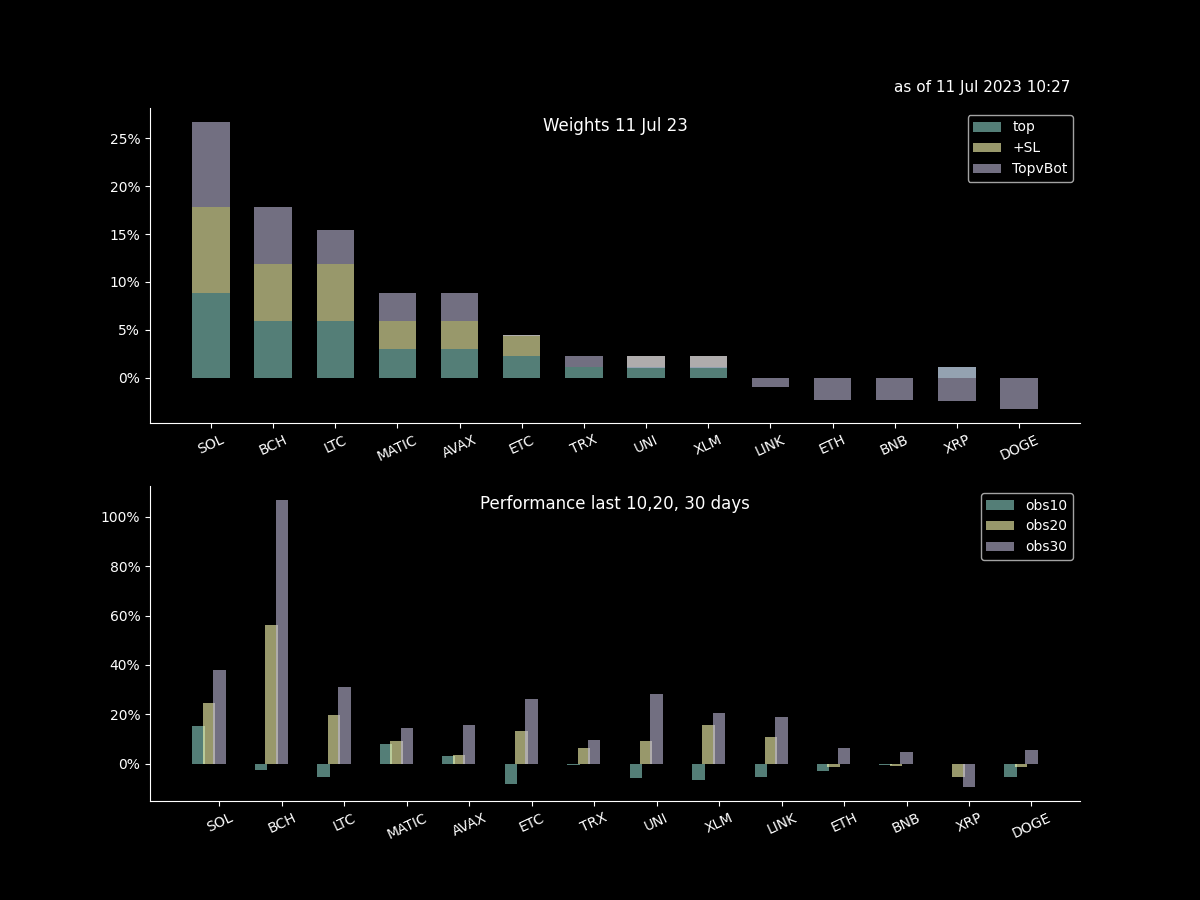 as of 11 Jul 2023 10:27
Weights 11 Jul 23
top
+SL
TopvBot
25%
20%
15%
10%
5%
0%
SOL BCH LTC MATIC AVAX ETC TRX UNI XLM LINK ETH BNB XRP DOGE
Performance last 10,20, 30 days
obs10
obs20
obs30
100%
80%
60%
40%
20%
0%
SOL BCH LTC MATIC AVAX ETC TRX UNI XLM LINK ETH BNB XRP DOGE